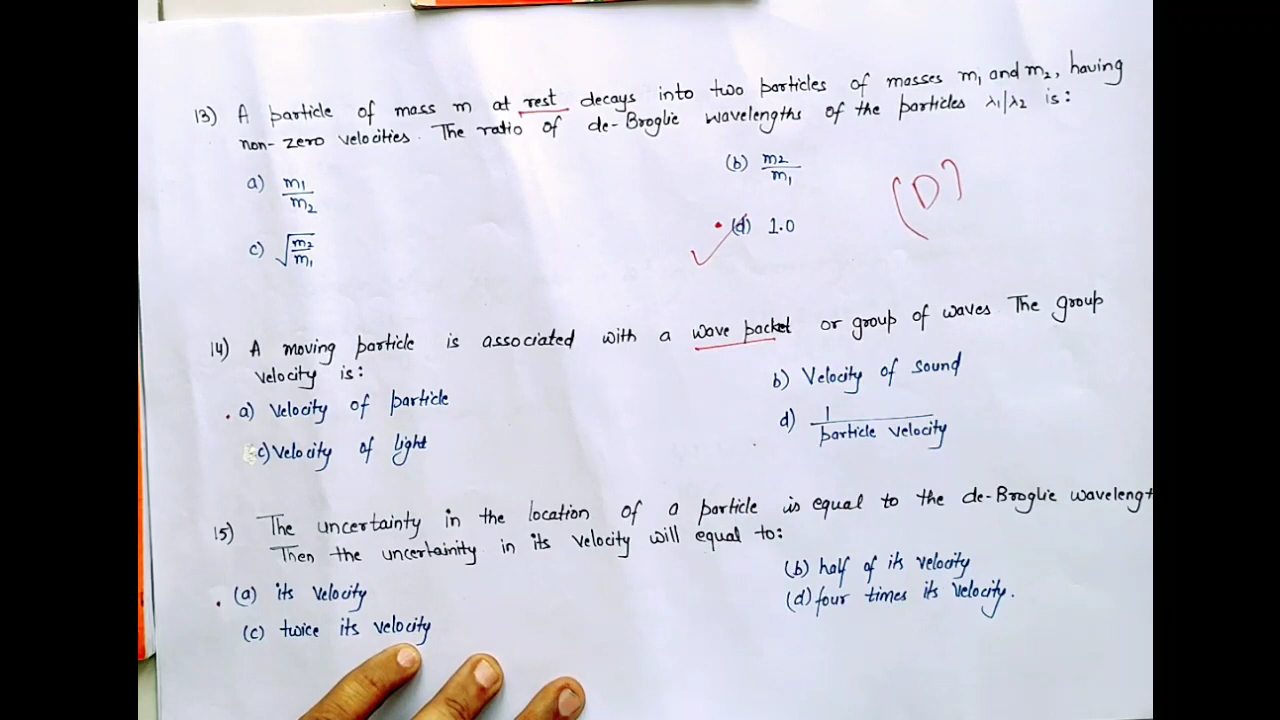 13) A particle of mass m at rest decays into two particles of masses m₁ and m₂, having
non-zero velocities. The ratio of de-Broglie wavelengths of the particles λ₁/λ₂ is:
a) m₁/m₂ (b) m₂/m₁
c) √(m₂/m₁) (d) 1.0
(D)
14) A moving particle is associated with a wave packet or group of waves The group
velocity is:
a) Velocity of particle b) Velocity of sound
c) Velocity of light d) 1/particle velocity
15) The uncertainty in the location of a particle is equal to the de-Broglie wavelengt
Then the uncertainity in its velocity will equal to:
(a) its velocity (b) half of its velocity
(c) twice its velocity (d) four times its velocity.